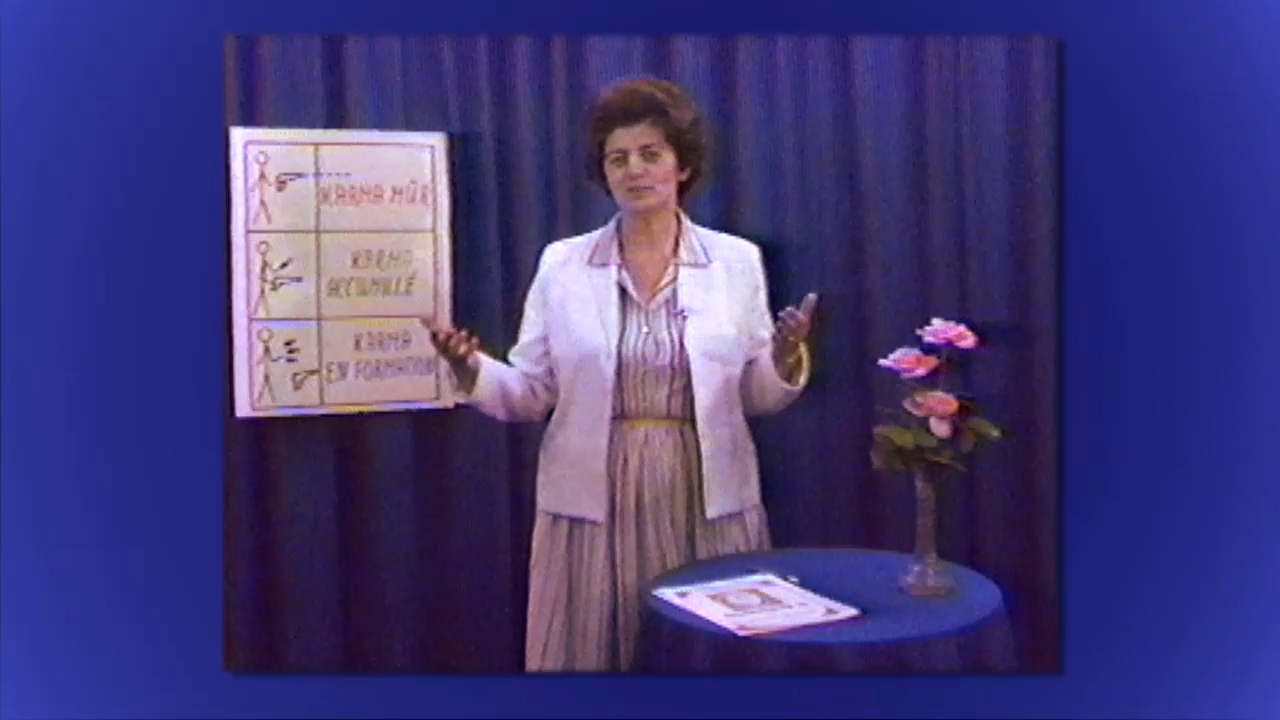 KARMA MÛR
KARMA
ACCUMULÉ
KARMA
EN FORMATION